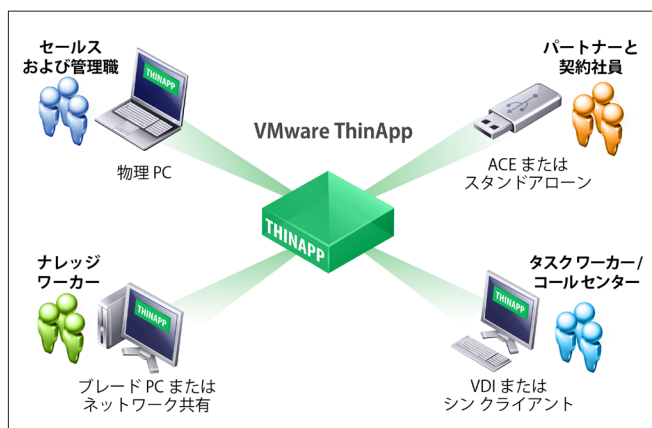 セールス
および管理職
THINAPP
物理 PC
VMware ThinApp
パートナーと
契約社員
ACE または
スタンドアローン
THINAPP
ナレッジ
ワーカー
THINAPP
ブレード PC または
ネットワーク共有
タスク ワーカー/
コール センター
THINAPP
VDI または
シン クライアント